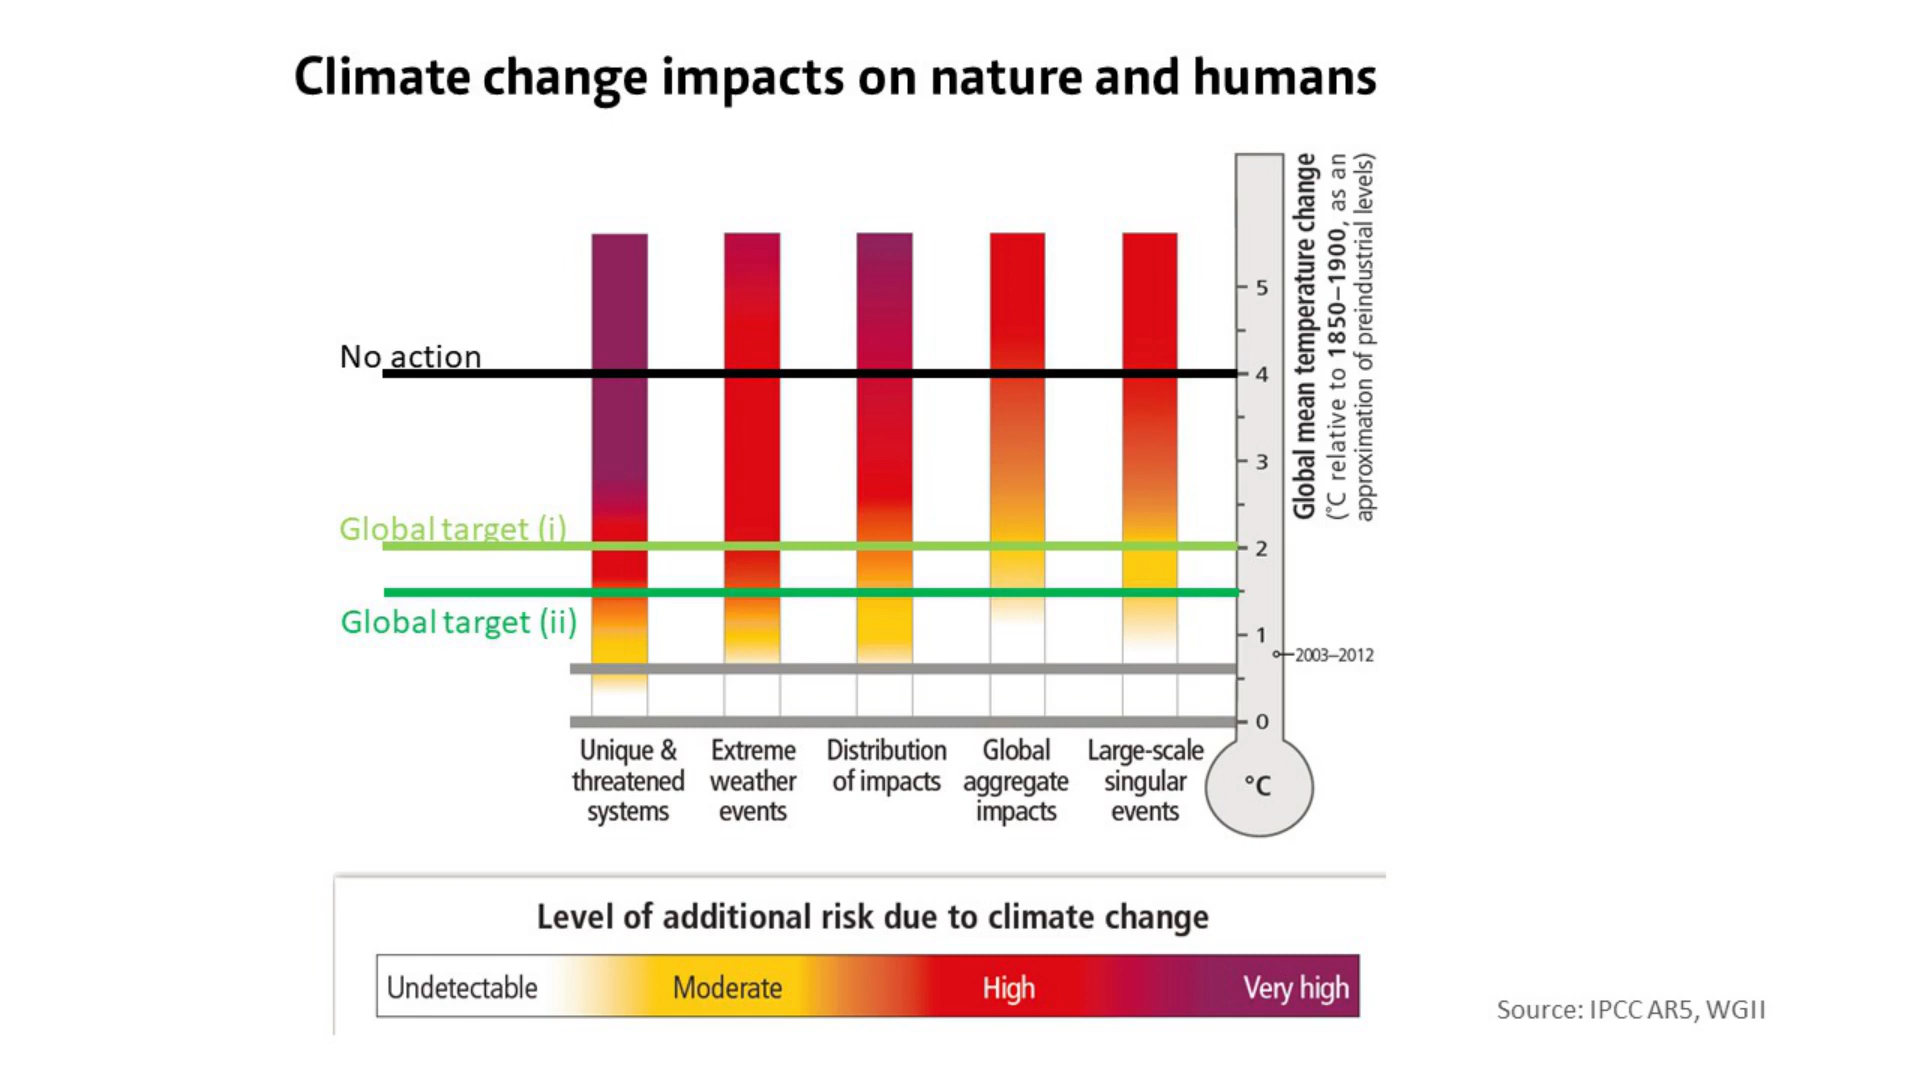 Climate change impacts on nature and humans
Global mean temperature change
(°C relative to 1850–1900, as an
approximation of preindustrial levels)
5
No action
4
3
Global target (i)
2
Global target (ii)
1
2003–2012
0
Unique &
threatened
systems
Extreme
weather
events
Distribution
of impacts
Global
aggregate
impacts
Large-scale
singular
events
°C
Level of additional risk due to climate change
Undetectable
Moderate
High
Very high
Source: IPCC AR5, WGII